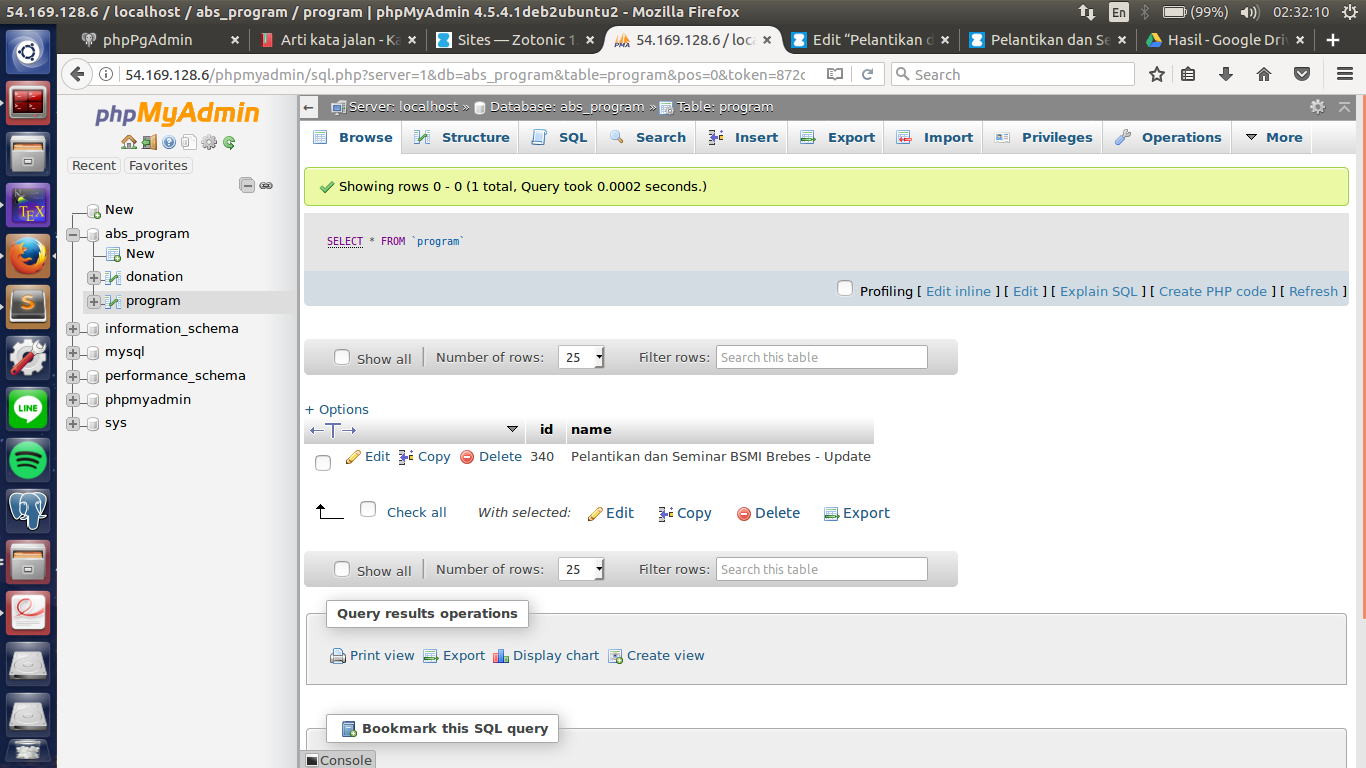 54.169.128.6 / localhost / abs_program / program | phpMyAdmin 4.5.4.1deb2ubuntu2 - Mozilla Firefox En (99%) 02:32:10
phpPgAdmin × Arti kata jalan - Ka × Sites — Zotonic 1. × 54.169.128.6 / loca × Edit “Pelantikan d × Pelantikan dan Se × Hasil - Google Driv ×
54.169.128.6/phpmyadmin/sql.php?server=1&db=abs_program&table=program&pos=0&token=872c Search
phpMyAdmin
Recent Favorites
New
abs_program
New
donation
program
information_schema
mysql
performance_schema
phpmyadmin
sys
Server: localhost » Database: abs_program » Table: program
Browse Structure SQL Search Insert Export Import Privileges Operations More
Showing rows 0 - 0 (1 total, Query took 0.0002 seconds.)
SELECT * FROM `program`
Profiling [ Edit inline ] [ Edit ] [ Explain SQL ] [ Create PHP code ] [ Refresh ]
Show all Number of rows: 25 Filter rows: Search this table
+ Options
←T→ id name
Edit Copy Delete 340 Pelantikan dan Seminar BSMI Brebes - Update
Check all With selected: Edit Copy Delete Export
Show all Number of rows: 25 Filter rows: Search this table
Query results operations
Print view Export Display chart Create view
Bookmark this SQL query
Console
TEX
LINE